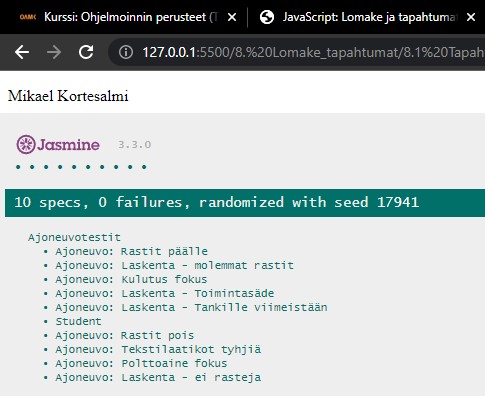 OAMK Kurssi: Ohjelmoinnin perusteet (T
JavaScript: Lomake ja tapahtumat
127.0.0.1:5500/8.%20Lomake_tapahtumat/8.1%20Tapah
Mikael Kortesalmi
Jasmine 3.3.0
• • • • • • • • • •
10 specs, 0 failures, randomized with seed 17941
Ajoneuvotestit
• Ajoneuvo: Rastit päälle
• Ajoneuvo: Laskenta - molemmat rastit
• Ajoneuvo: Kulutus fokus
• Ajoneuvo: Laskenta - Toimintasäde
• Ajoneuvo: Laskenta - Tankille viimeistään
• Student
• Ajoneuvo: Rastit pois
• Ajoneuvo: Tekstilaatikot tyhjiä
• Ajoneuvo: Polttoaine fokus
• Ajoneuvo: Laskenta - ei rasteja